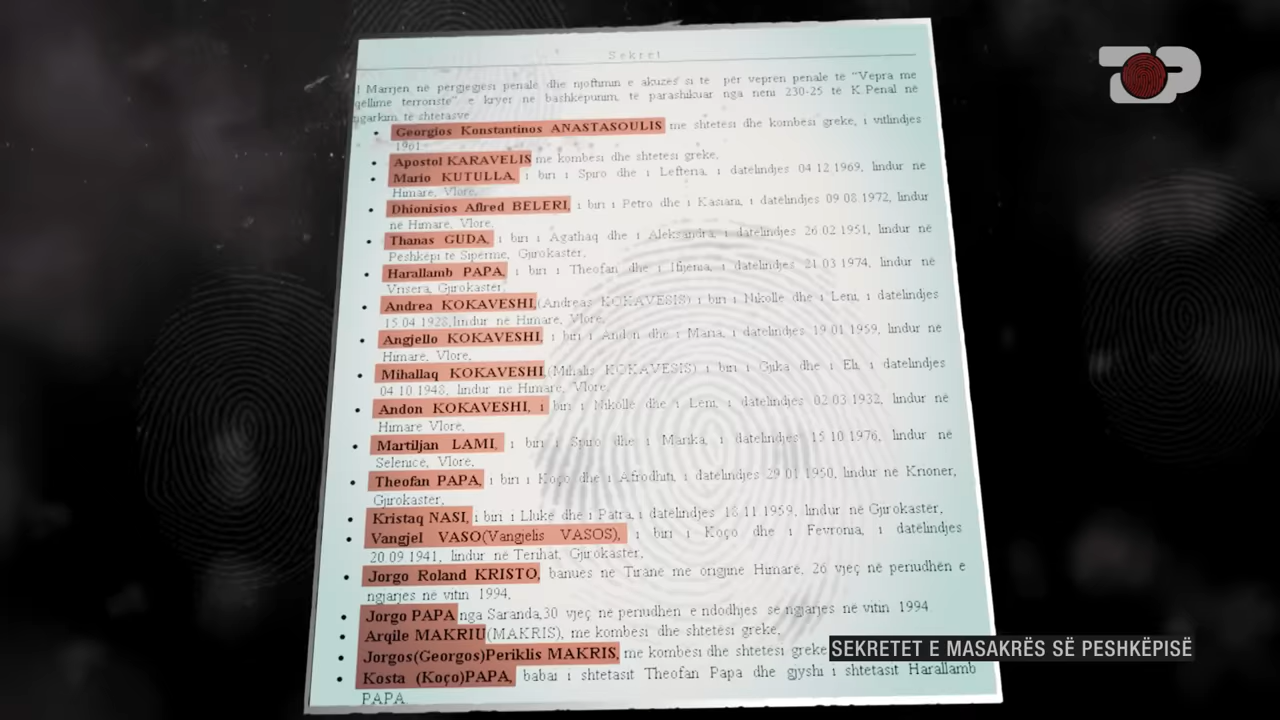 Sekret
1 Marrjen në përgjegjësi penale dhe njoftimin e akuzës si të për veprën penale të "Vepra me
qëllime terroriste" e kryer në bashkëpunim, të parashikuar nga neni 230-25 të K.Penal në
ngarkim të shtetasve
• Georgios Konstantinos ANASTASOULIS me shtetësi dhe kombësi greke, i vitlindjes
1961.
• Apostol KARAVELIS me kombësi dhe shtetësi greke,
• Mario KUTULLA, i biri i Spiro dhe i Lefteria, i datëlindjes 04.12.1969, lindur në
Himarë, Vlorë,
• Dhionisios Alfred BELERI, i biri i Petro dhe i Kasiani, i datëlindjes 09.08.1972, lindur
në Himarë, Vlorë,
• Thanas GUDA, i biri i Agathaq dhe i Aleksandra, i datëlindjes 26.02.1951, lindur në
Peshkëpi të Sipërme, Gjirokastër,
• Harallamb PAPA, i biri i Theofan dhe i Ifijenia, i datëlindjes 21.03.1974, lindur në
Vrisera, Gjirokastër,
• Andrea KOKAVESHI,(Andreas KOKAVESIS) i biri i Nikolle dhe i Leni, i datëlindjes
15.04.1928,lindur në Himarë, Vlorë,
• Angjello KOKAVESHI, i biri i Andon dhe i Maria, i datëlindjes 19.01.1959, lindur në
Himarë, Vlorë,
• Mihallaq KOKAVESHI,(Mihalis KOKAVESIS) i biri i Gjika dhe i Eli, i datëlindjes
04.10.1948, lindur në Himarë, Vlorë,
• Andon KOKAVESHI, i biri i Nikolle dhe i Leni, i datëlindjes 02.03.1932, lindur në
Himarë Vlorë,
• Martiljan LAMI, i biri i Spiro dhe i Marika, i datëlindjes 15.10.1976, lindur në
Selenicë, Vlorë,
• Theofan PAPA, i biri i Koço dhe i Afrodhiti, i datëlindjes 29.01.1950, lindur në Krioner,
Gjirokastër,
• Kristaq NASI, i biri i Llukë dhe i Patra, i datëlindjes 18.11.1959, lindur në Gjirokastër,
• Vangjel VASO(Vangjelis VASOS), i biri i Koço dhe i Fevronia, i datëlindjes
20.09.1941, lindur në Terihat, Gjirokastër,
• Jorgo Roland KRISTO, banues në Tiranë me origjinë Himarë, 26 vjeç në periudhën e
ngjarjes në vitin 1994,
• Jorgo PAPA nga Saranda,30 vjeç në periudhën e ndodhjes së ngjarjes në vitin 1994
• Arqile MAKRIU(MAKRIS), me kombësi dhe shtetësi greke,
• Jorgos(Georgos)Periklis MAKRIS, me kombësi dhe shtetësi greke
• Kosta (Koço)PAPA, babai i shtetasit Theofan Papa dhe gjyshi i shtetasit Harallamb
PAPA.
SEKRETET E MASAKRËS SË PESHKËPISË